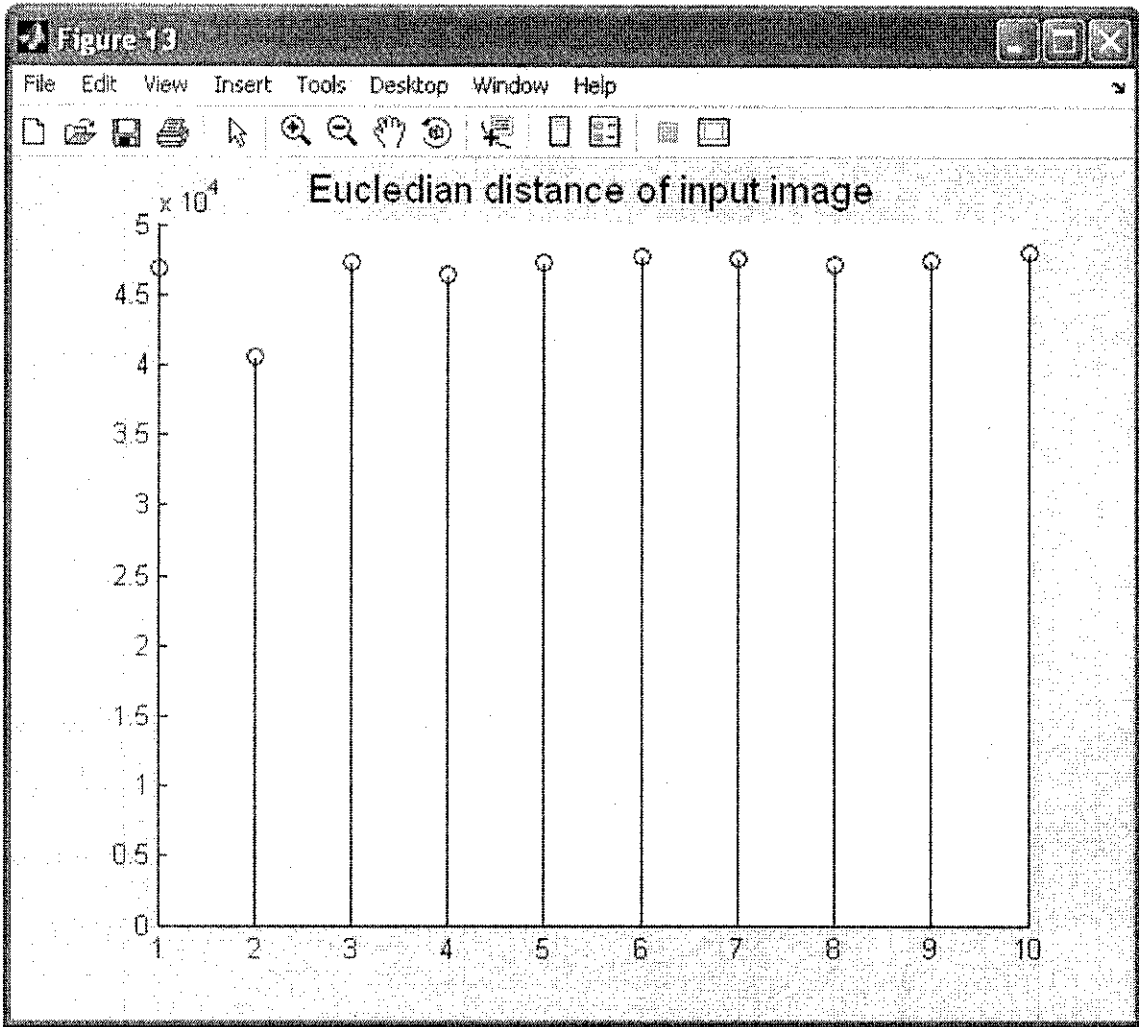 Figure 13
File Edit View Insert Tools Desktop Window Help
x 10^4
Eucledian distance of input image
5
4.5
4
3.5
3
2.5
2
1.5
1
0.5
0
1 2 3 4 5 6 7 8 9 10